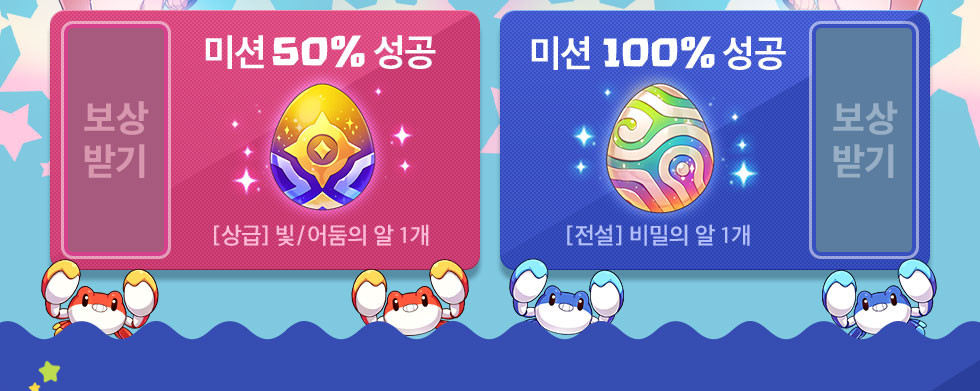 미션 50% 성공
보상
받기
[상급] 빛/어둠의 알 1개
미션 100% 성공
보상
받기
[전설] 비밀의 알 1개